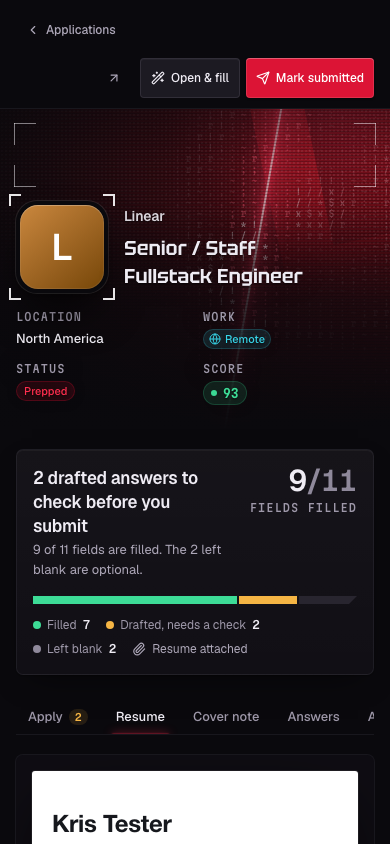 Applications
Open & fill
Mark submitted
L
Linear
Senior / Staff
Fullstack Engineer
LOCATION
WORK
North America
Remote
STATUS
SCORE
Prepped
93
2 drafted answers to
check before you
submit
9/11
FIELDS FILLED
9 of 11 fields are filled. The 2 left
blank are optional.
Filled 7
Drafted, needs a check 2
Left blank 2
Resume attached
Apply 2
Resume
Cover note
Answers
Kris Tester